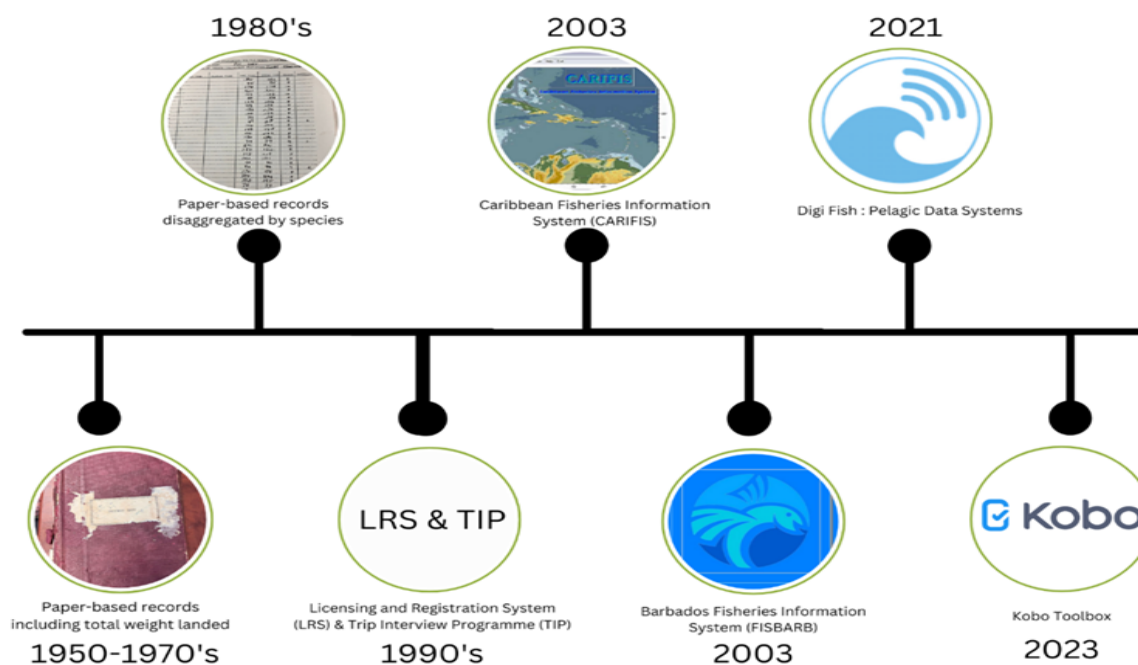 1980's
2003
2021
CARIFIS
Paper-based records
disaggregated by species
Caribbean Fisheries Information
System (CARIFIS)
Digi Fish : Pelagic Data Systems
LRS & TIP
Kobo
Paper-based records
including total weight landed
Licensing and Registration System
(LRS) & Trip Interview Programme (TIP)
Barbados Fisheries Information
System (FISBARB)
Kobo Toolbox
1950-1970's
1990's
2003
2023